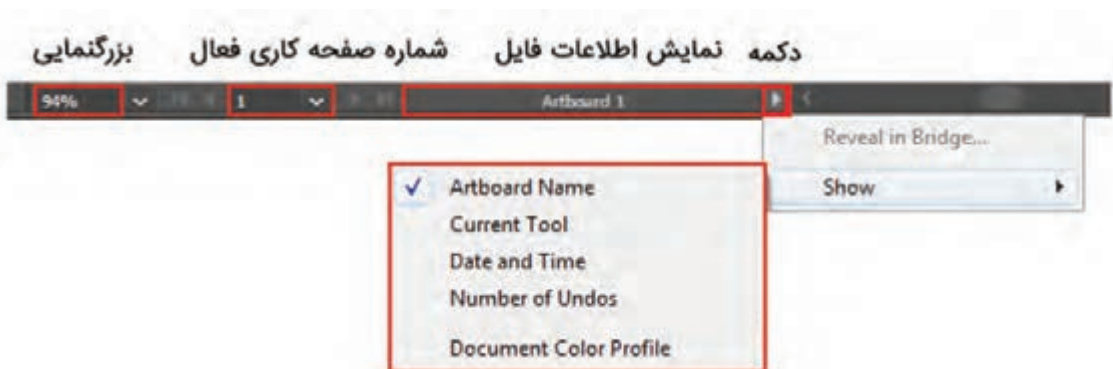 دکمه نمایش اطلاعات فایل شماره صفحه کاری فعال بزرگنمایی
94% 1 Artboard 1
Reveal in Bridge...
Show
Artboard Name
Current Tool
Date and Time
Number of Undos
Document Color Profile